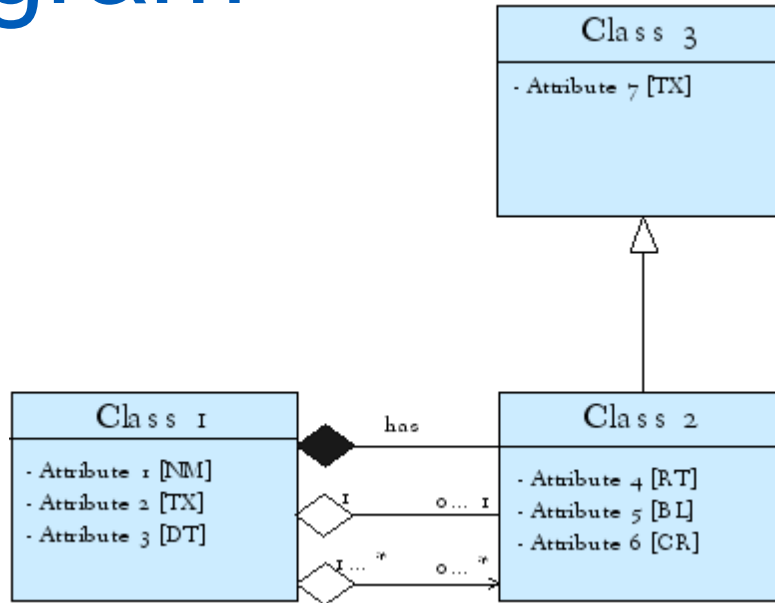 gram
Class 3
- Attribute 7 [TX]
Class 1
has
Class 2
- Attribute 1 [NM]
- Attribute 2 [TX]
- Attribute 3 [DT]
- Attribute 4 [RT]
- Attribute 5 [BL]
- Attribute 6 [CR]
1
0... 1
1... *
0... *